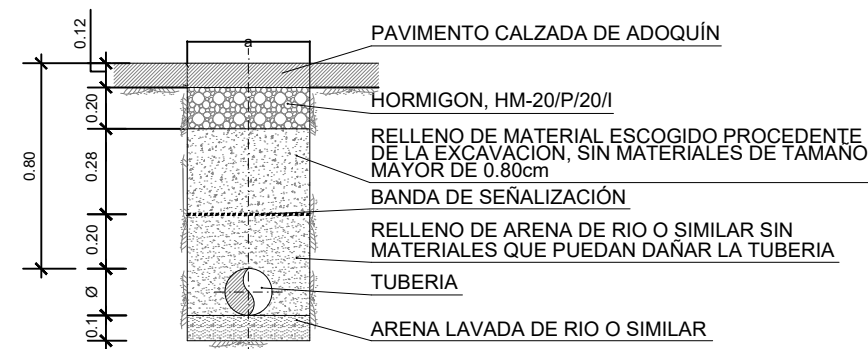 0.12
a
PAVIMENTO CALZADA DE ADOQUÍN
0.20
HORMIGON, HM-20/P/20/I
0.80
0.28
RELLENO DE MATERIAL ESCOGIDO PROCEDENTE
DE LA EXCAVACION, SIN MATERIALES DE TAMAÑO
MAYOR DE 0.80cm
BANDA DE SEÑALIZACIÓN
0.20
RELLENO DE ARENA DE RIO O SIMILAR SIN
MATERIALES QUE PUEDAN DAÑAR LA TUBERIA
Ø
TUBERIA
0.1
ARENA LAVADA DE RIO O SIMILAR